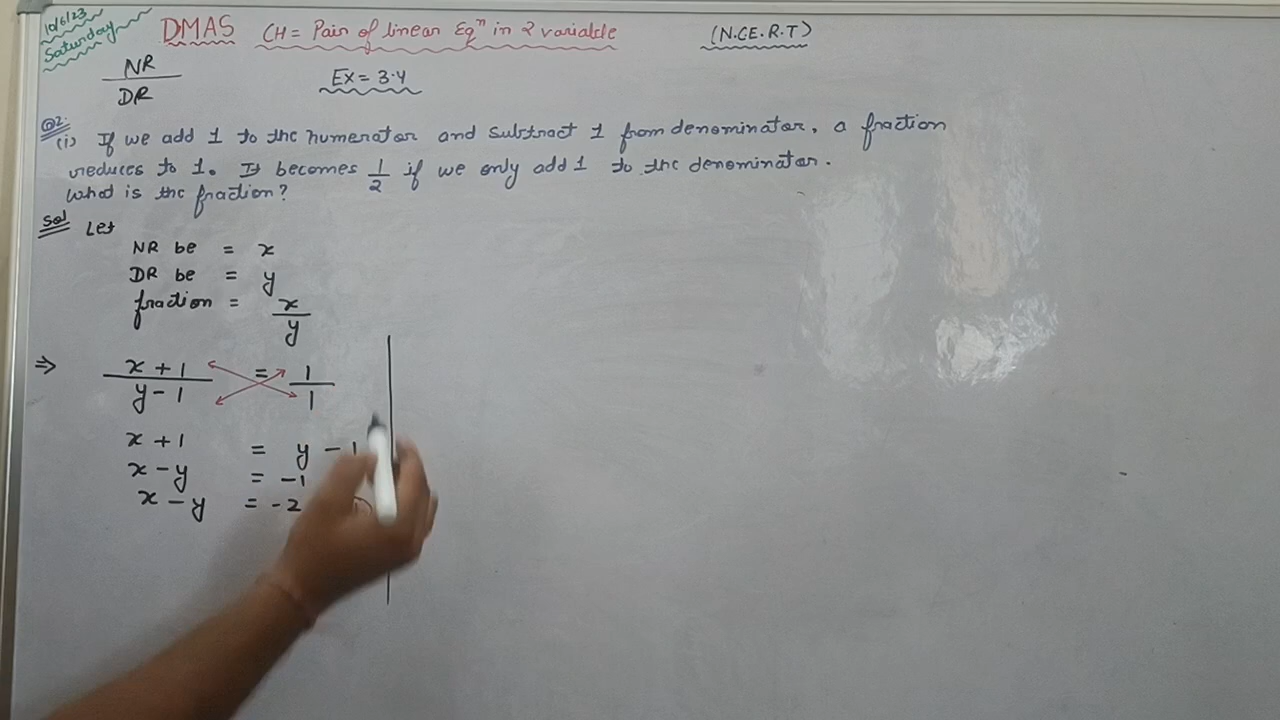 10/6/23
Saturday
DMAS CH = Pair of linear Eqⁿ in 2 variable (N.C.E.R.T)
NR
DR
Ex = 3.4
Q2.
(i) If we add 1 to the numerator and subtract 1 from denominator, a fraction
reduces to 1. It becomes 1/2 if we only add 1 to the denominator.
What is the fraction?
Sol Let
NR be = x
DR be = y
fraction = x/y
⇒ x + 1 / y - 1 = 1/1
x + 1 = y - 1
x - y = -1
x - y = -2